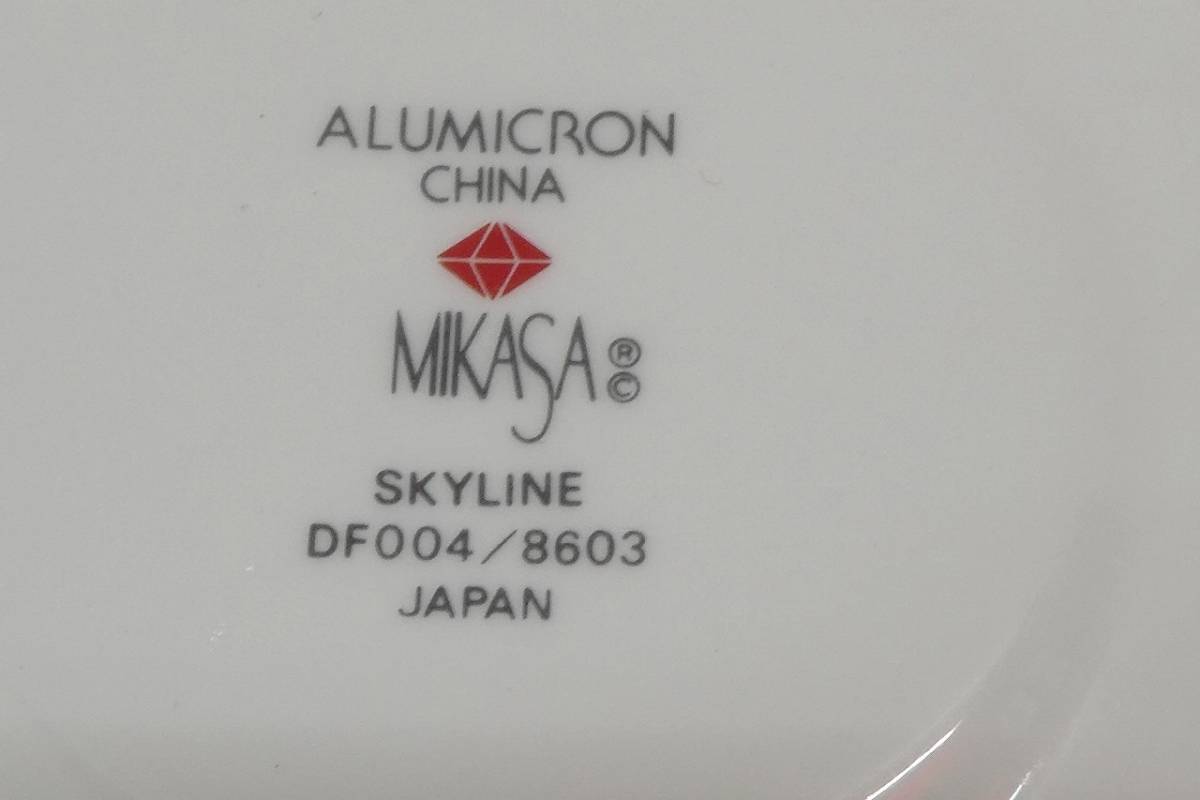 ALUMICRON
CHINA
MIKASA ® ©
SKYLINE
DF004/8603
JAPAN